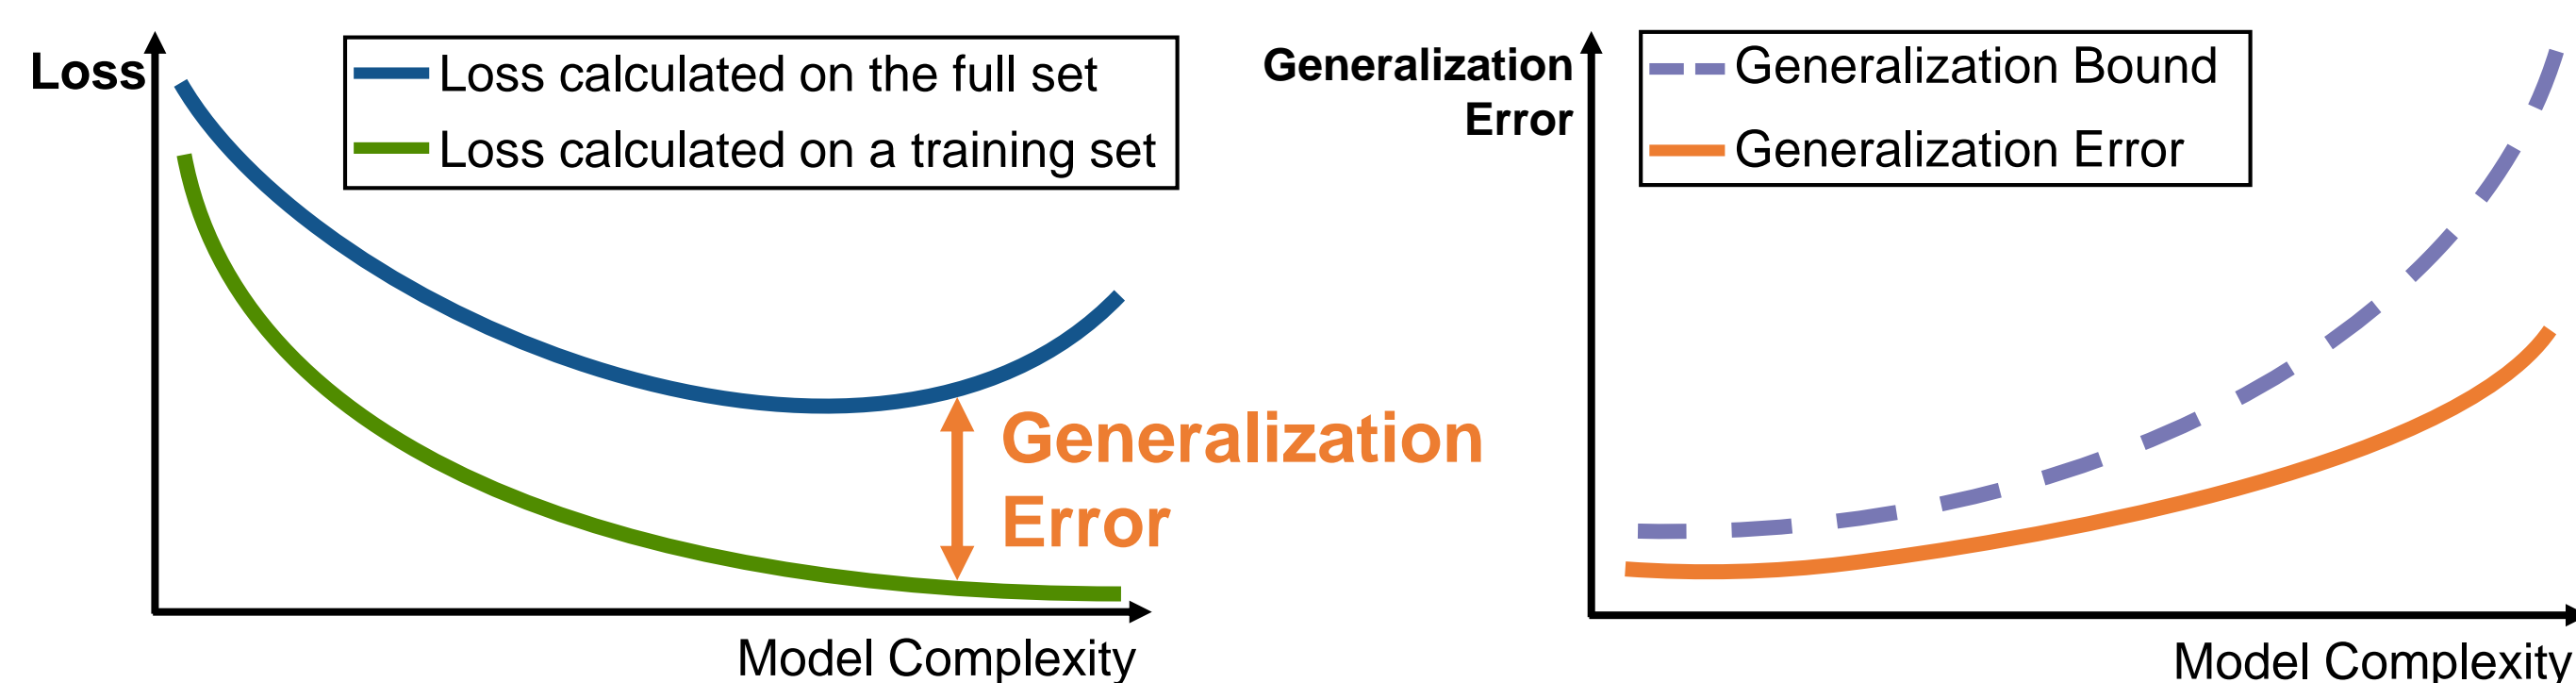 Loss
Loss calculated on the full set
Loss calculated on a training set
Generalization
Error
Model Complexity
Generalization
Error
Generalization Bound
Generalization Error
Model Complexity